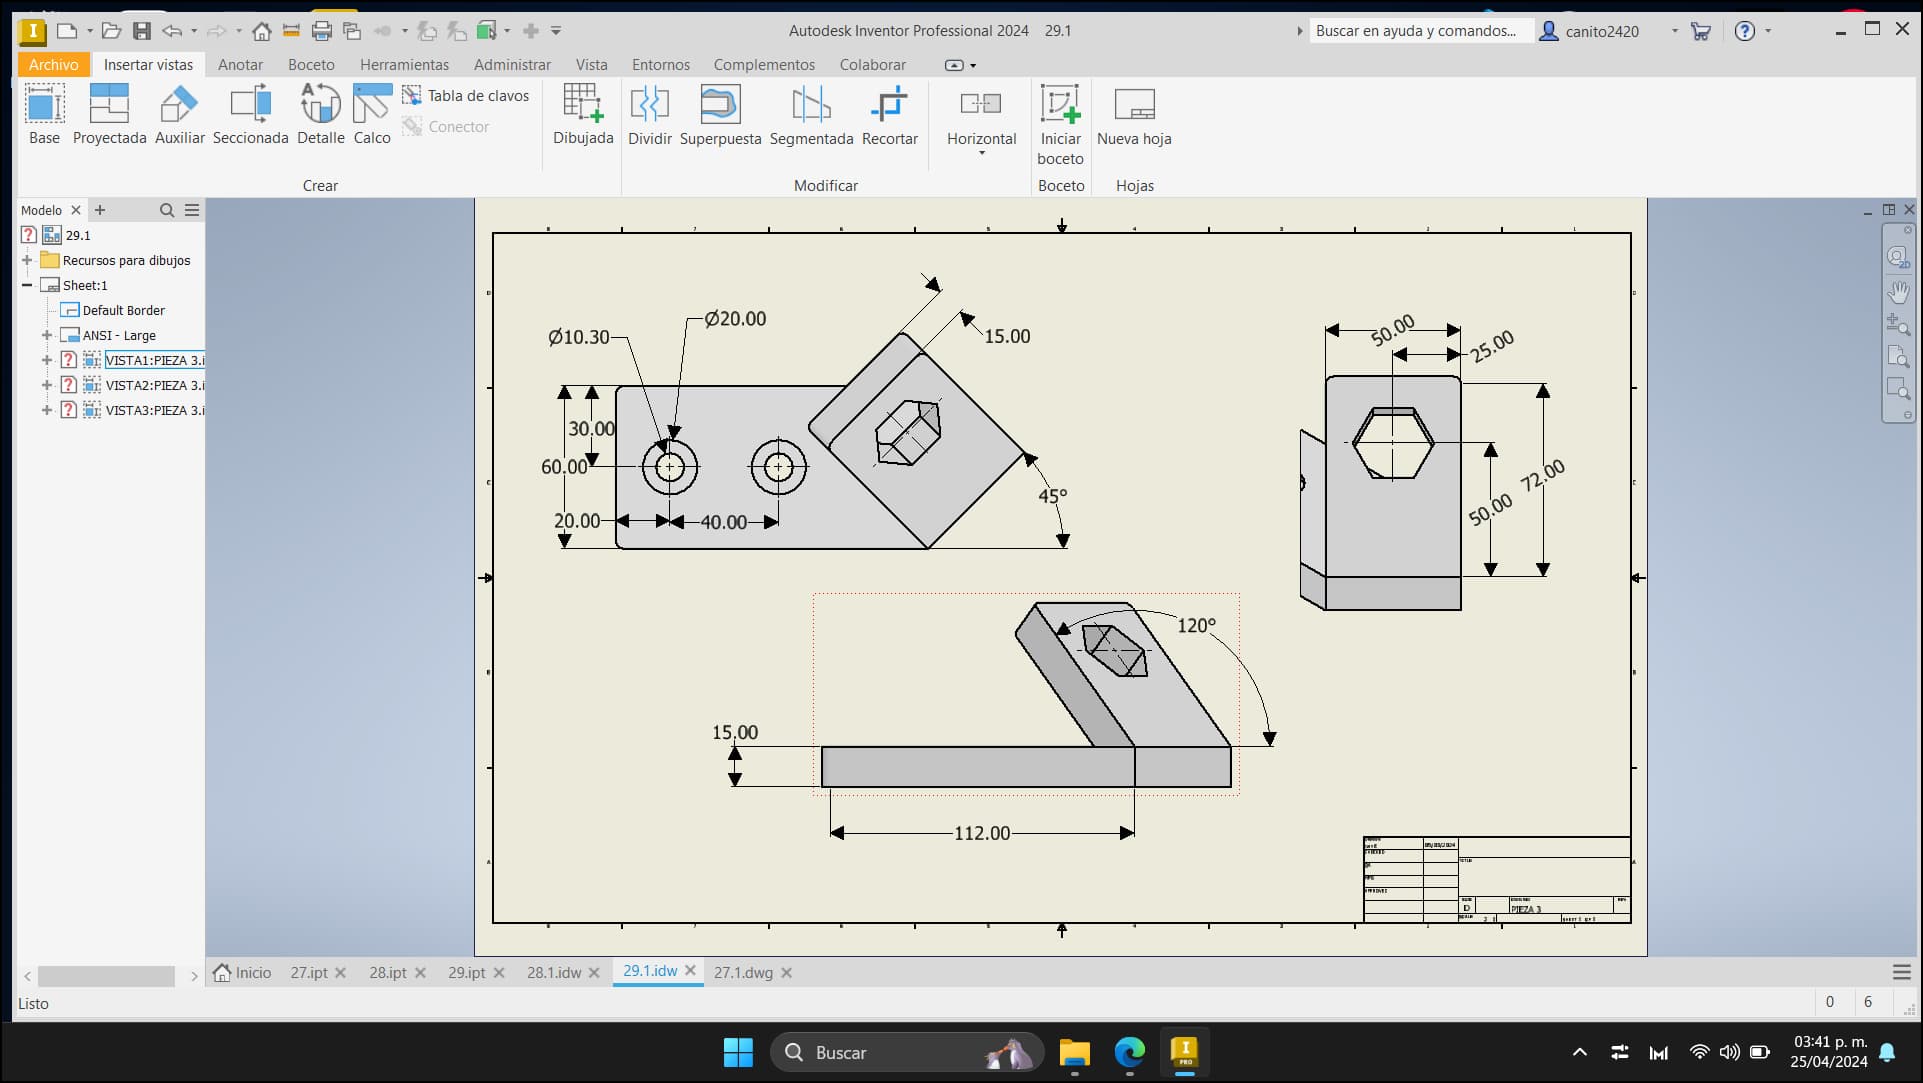 Autodesk Inventor Professional 2024 29.1
Buscar en ayuda y comandos...
canito2420
Archivo
Insertar vistas
Anotar
Boceto
Herramientas
Administrar
Vista
Entornos
Complementos
Colaborar
Base
Proyectada
Auxiliar
Seccionada
Detalle
Calco
Tabla de clavos
Conector
Dibujada
Dividir
Superpuesta
Segmentada
Recortar
Horizontal
Iniciar
boceto
Nueva hoja
Crear
Modificar
Boceto
Hojas
Modelo
29.1
Recursos para dibujos
Sheet:1
Default Border
ANSI - Large
VISTA1:PIEZA 3.i
VISTA2:PIEZA 3.i
VISTA3:PIEZA 3.i
Ø10.30
Ø20.00
15.00
30.00
60.00
20.00
40.00
45°
50.00
25.00
72.00
50.00
120°
15.00
112.00
PIEZA 3
D
Inicio
27.ipt
28.ipt
29.ipt
28.1.idw
29.1.idw
27.1.dwg
Listo
0
6
Buscar
03:41 p. m.
25/04/2024